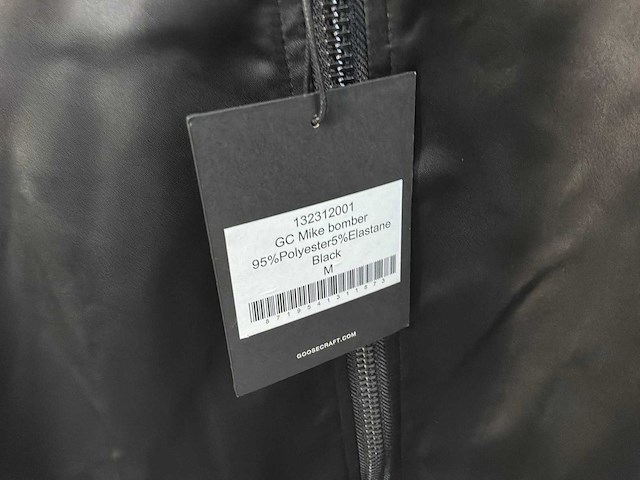 132312001
GC Mike bomber
95%Polyester5%Elastane
Black
M
GOOSECRAFT.COM